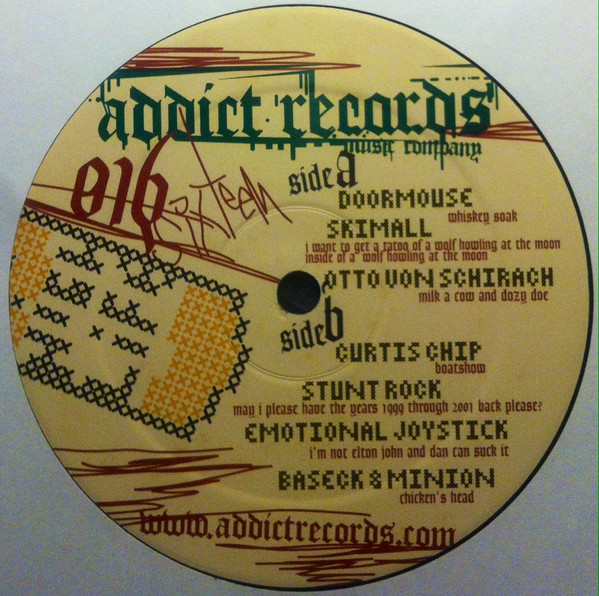 addict records
music company
016
sixteen
side a
DOORMOUSE
whiskey soak
SKIMALL
i want to get a tatoo of a wolf howling at the moon
inside of a wolf howling at the moon
OTTO VON SCHIRACH
milk a cow and dozy doe
side b
CURTIS CHIP
boatshow
STUNT ROCK
may i please have the years 1999 through 2001 back please?
EMOTIONAL JOYSTICK
i'm not elton john and dan can suck it
BASECK & MINION
chicken's head
www.addictrecords.com